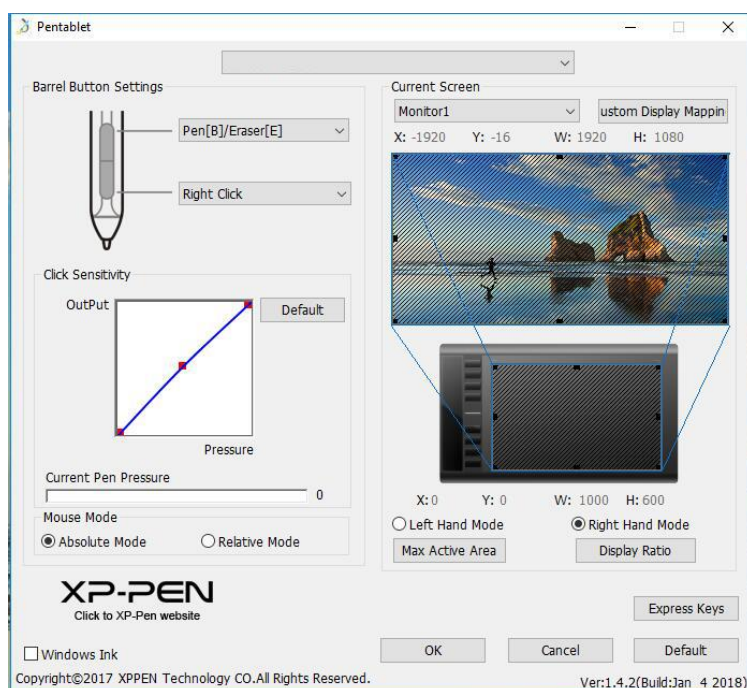 Pentablet
Barrel Button Settings
Pen[B]/Eraser[E]
Right Click
Click Sensitivity
OutPut
Default
Pressure
Current Pen Pressure
0
Mouse Mode
Absolute Mode
Relative Mode
XP-PEN
Click to XP-Pen website
Windows Ink
Copyright©2017 XPPEN Technology CO.All Rights Reserved.
Current Screen
Monitor1
ustom Display Mappin
X: -1920 Y: -16 W: 1920 H: 1080
X: 0 Y: 0 W: 1000 H: 600
Left Hand Mode
Right Hand Mode
Max Active Area
Display Ratio
Express Keys
OK
Cancel
Default
Ver:1.4.2(Build:Jan 4 2018)